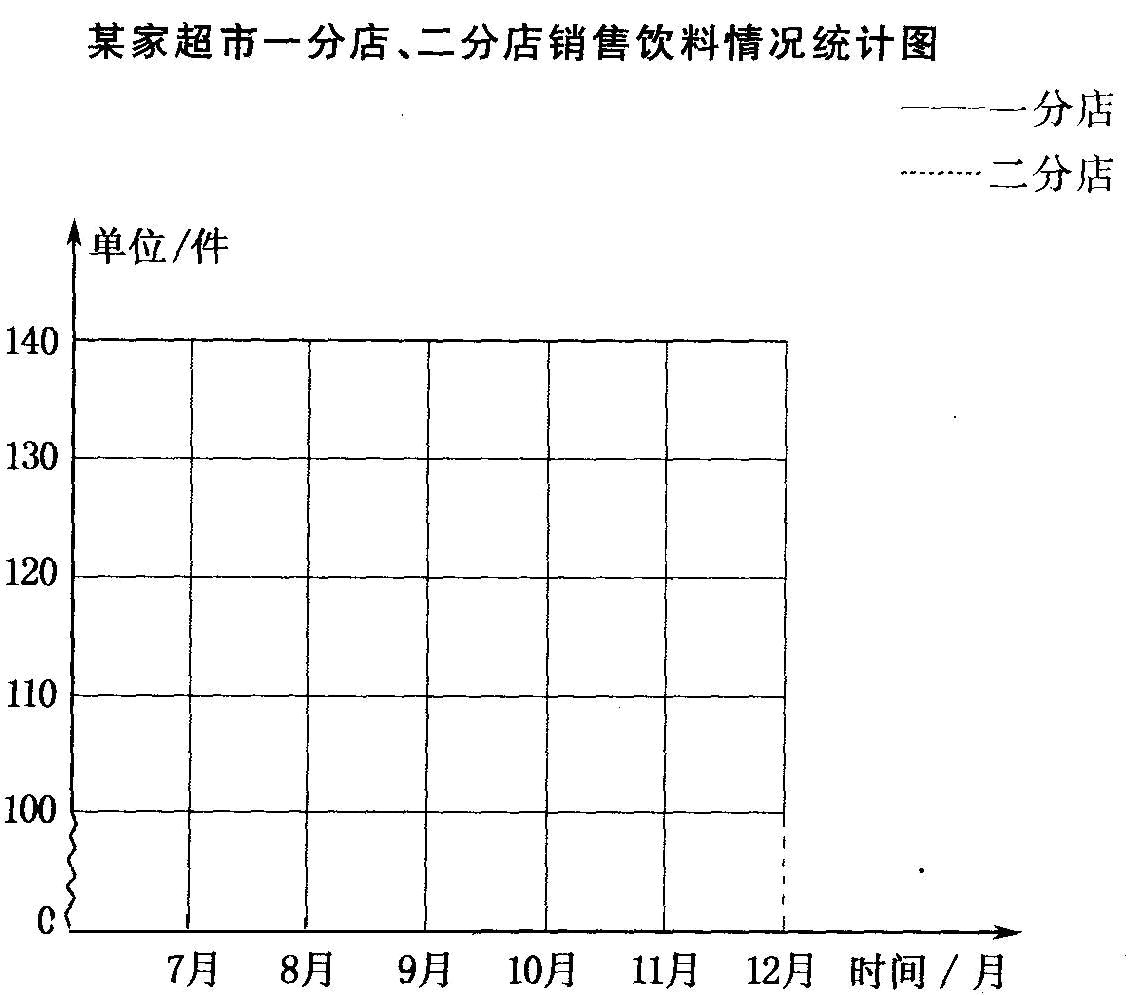 某家超市一分店、二分店销售饮料情况统计图
一分店
二分店
单位/件
140
130
120
110
100
0
7月 8月 9月 10月 11月 12月 时间/月